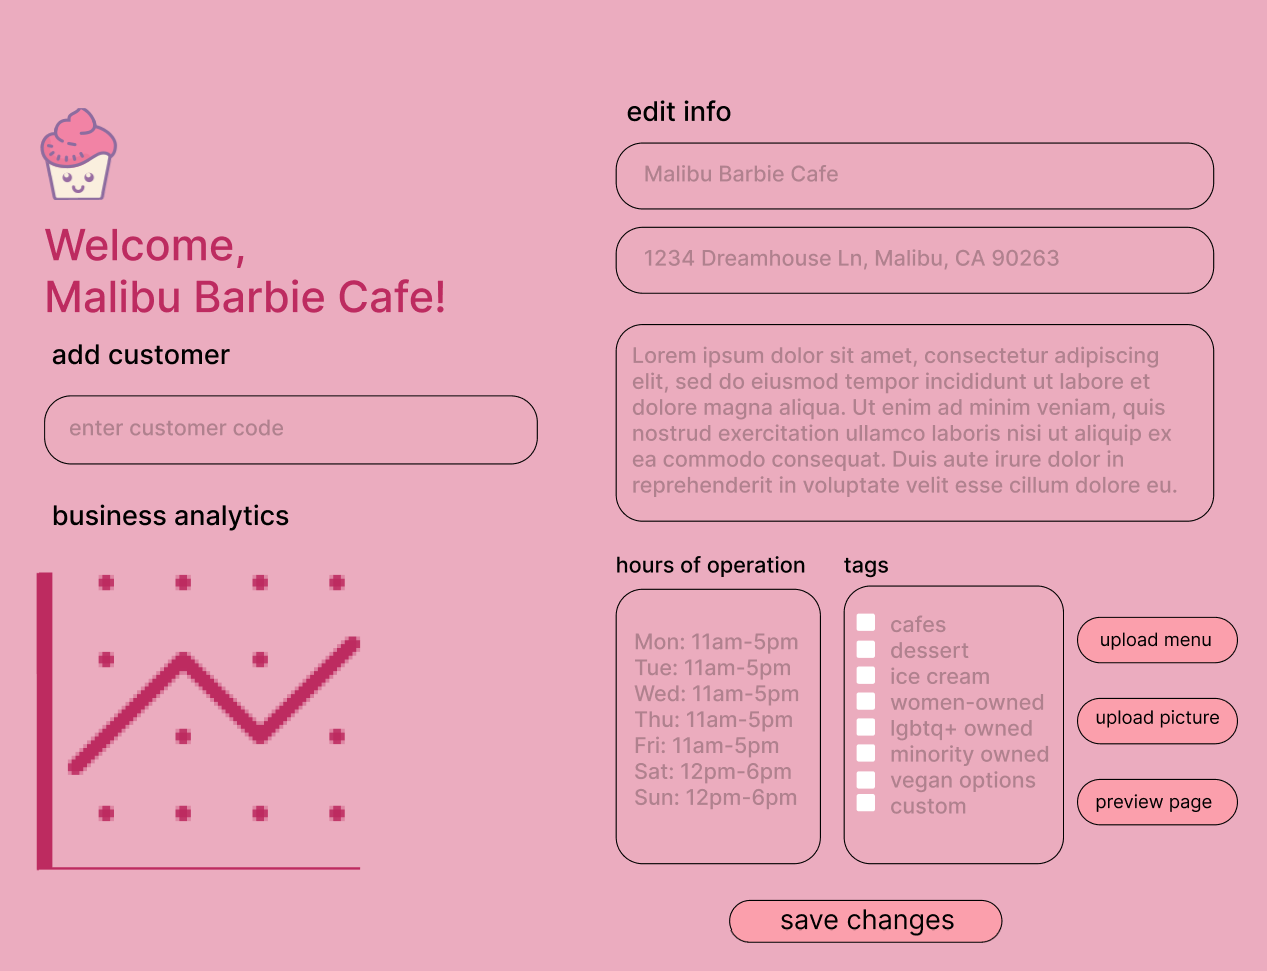 Welcome,
Malibu Barbie Cafe!
add customer
enter customer code
business analytics
edit info
Malibu Barbie Cafe
1234 Dreamhouse Ln, Malibu, CA 90263
Lorem ipsum dolor sit amet, consectetur adipiscing
elit, sed do eiusmod tempor incididunt ut labore et
dolore magna aliqua. Ut enim ad minim veniam, quis
nostrud exercitation ullamco laboris nisi ut aliquip ex
ea commodo consequat. Duis aute irure dolor in
reprehenderit in voluptate velit esse cillum dolore eu.
hours of operation
Mon: 11am-5pm
Tue: 11am-5pm
Wed: 11am-5pm
Thu: 11am-5pm
Fri: 11am-5pm
Sat: 12pm-6pm
Sun: 12pm-6pm
tags
cafes
dessert
ice cream
women-owned
lgbtq+ owned
minority owned
vegan options
custom
upload menu
upload picture
preview page
save changes